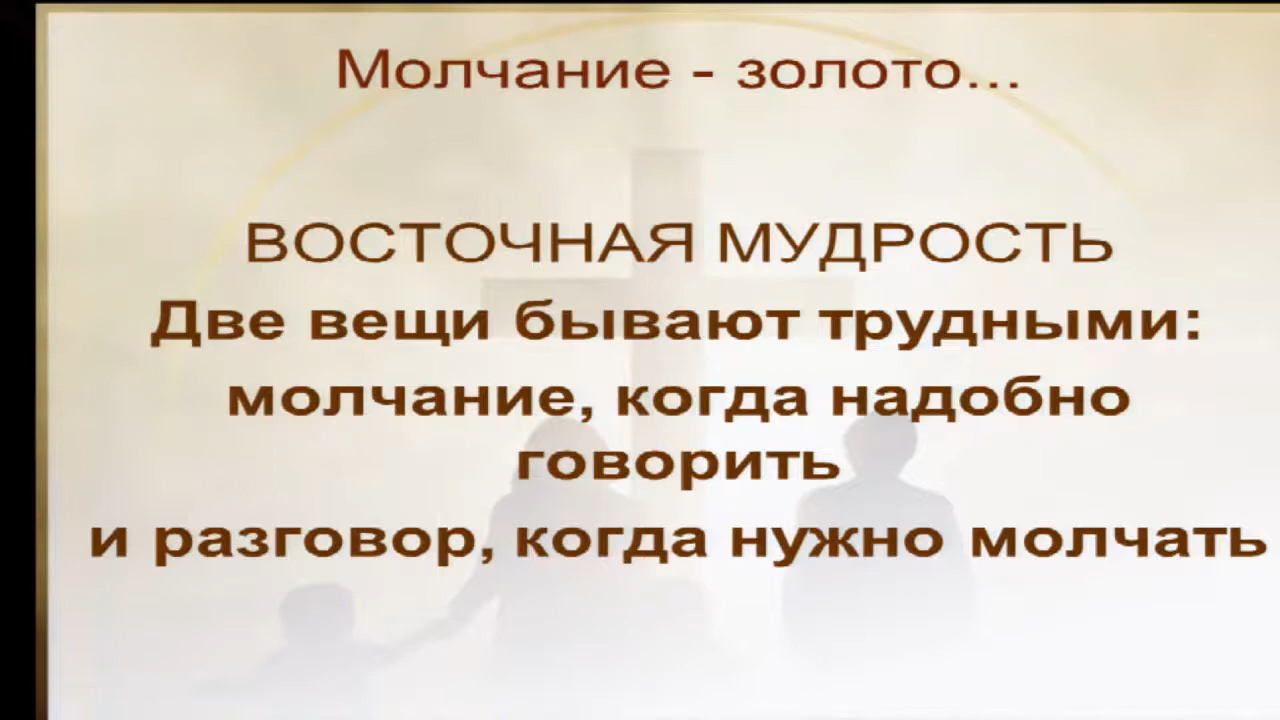 Молчание - золото...
ВОСТОЧНАЯ МУДРОСТЬ
Две вещи бывают трудными:
молчание, когда надобно
говорить
и разговор, когда нужно молчать